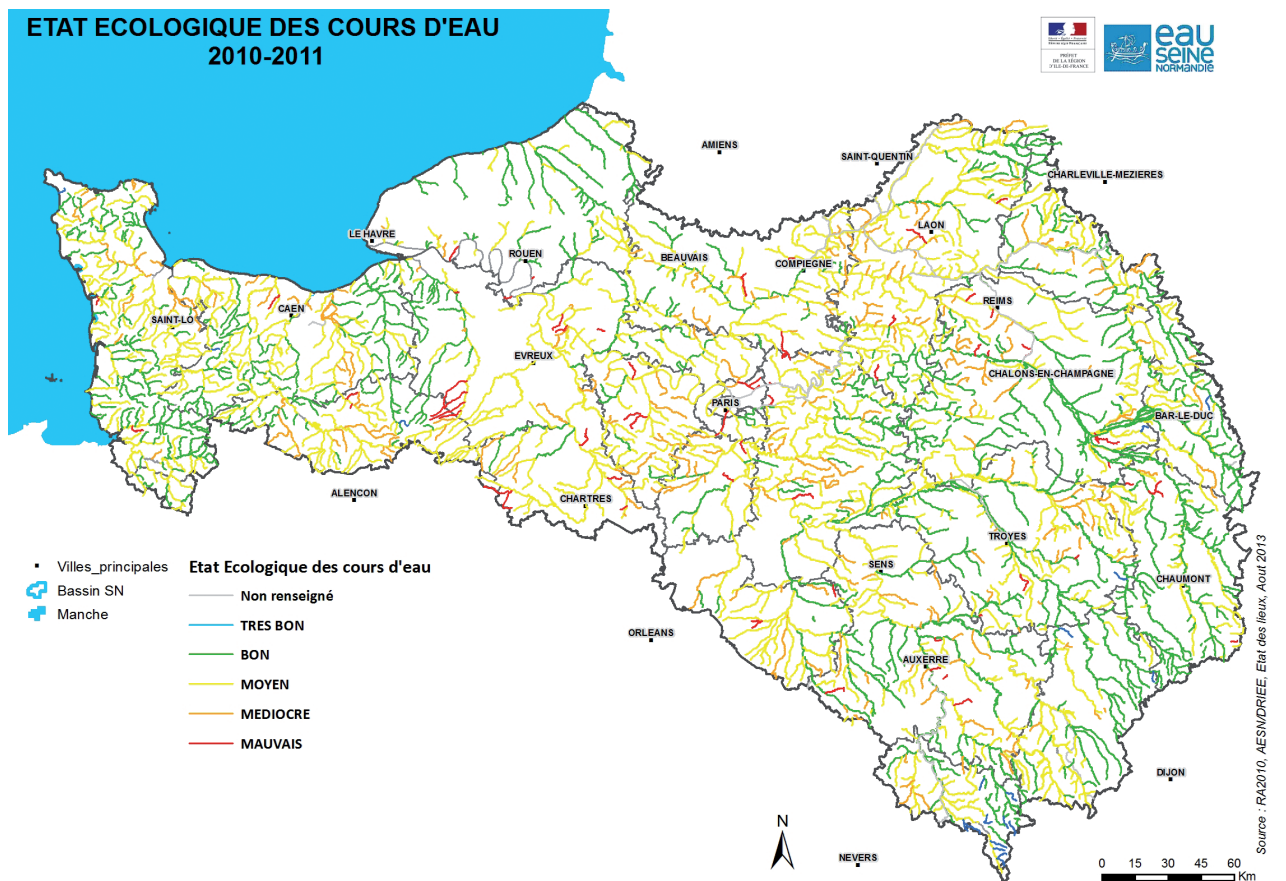 ETAT ECOLOGIQUE DES COURS D'EAU
2010-2011
PRÉFET
DE LA RÉGION
D'ILE-DE-FRANCE
eau
SEINE
NORMANDIE
AMIENS
SAINT-QUENTIN
CHARLEVILLE-MEZIERES
LE HAVRE
ROUEN
BEAUVAIS
COMPIEGNE
LAON
SAINT-LO
CAEN
REIMS
EVREUX
CHALONS-EN-CHAMPAGNE
PARIS
BAR-LE-DUC
ALENCON
CHARTRES
TROYES
SENS
CHAUMONT
ORLEANS
AUXERRE
DIJON
NEVERS
Villes_principales
Bassin SN
Manche
Etat Ecologique des cours d'eau
Non renseigné
TRES BON
BON
MOYEN
MEDIOCRE
MAUVAIS
N
0 15 30 45 60
Km
Source : RA2010, AESN/DRIEE, Etat des lieux, Aout 2013